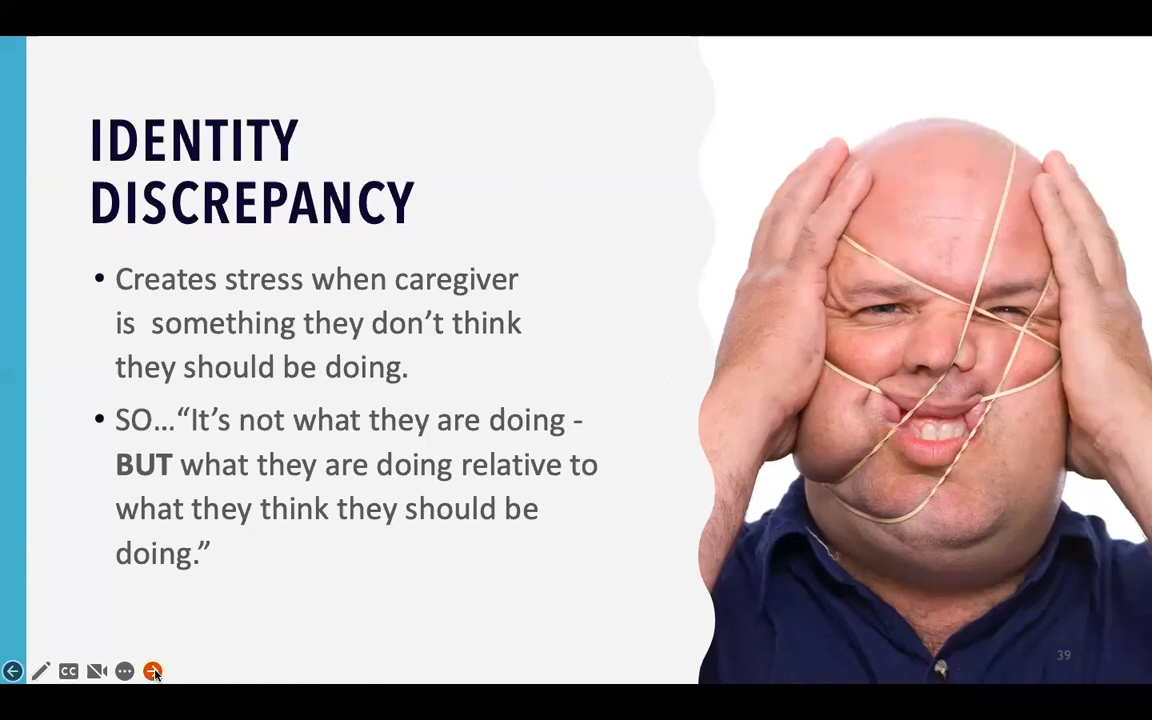 IDENTITY
DISCREPANCY
• Creates stress when caregiver
is  something they don’t think
they should be doing.
• SO…“It’s not what they are doing -
BUT what they are doing relative to
what they think they should be
doing.”
CC
39